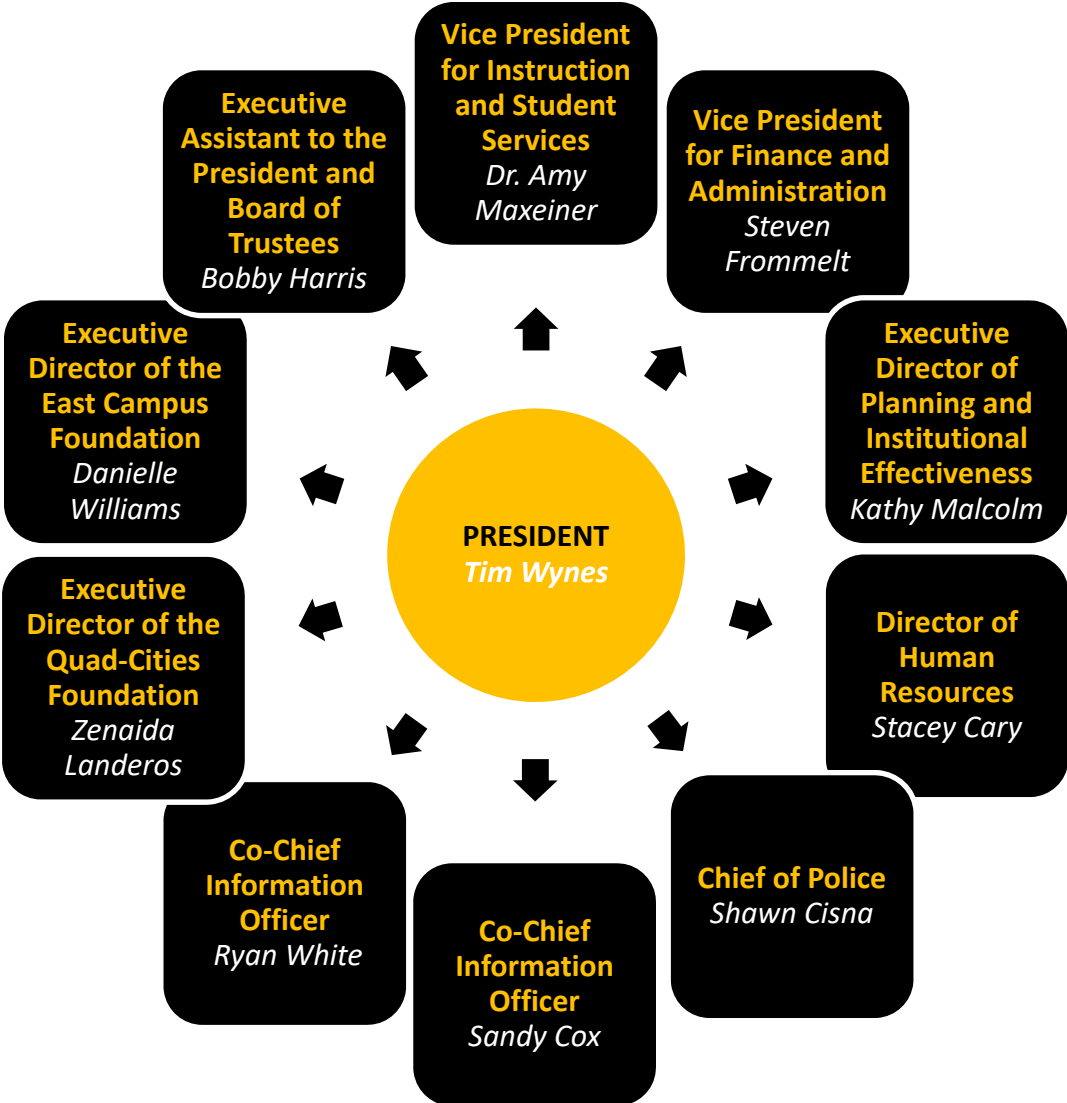 Vice President
for Instruction
and Student
Services
Dr. Amy
Maxeiner
Vice President
for Finance and
Administration
Steven
Frommelt
Executive
Director of
Planning and
Institutional
Effectiveness
Kathy Malcolm
Director of
Human
Resources
Stacey Cary
Chief of Police
Shawn Cisna
Co-Chief
Information
Officer
Sandy Cox
Co-Chief
Information
Officer
Ryan White
Executive
Director of the
Quad-Cities
Foundation
Zenaida
Landeros
Executive
Director of the
East Campus
Foundation
Danielle
Williams
Executive
Assistant to the
President and
Board of
Trustees
Bobby Harris
PRESIDENT
Tim Wynes